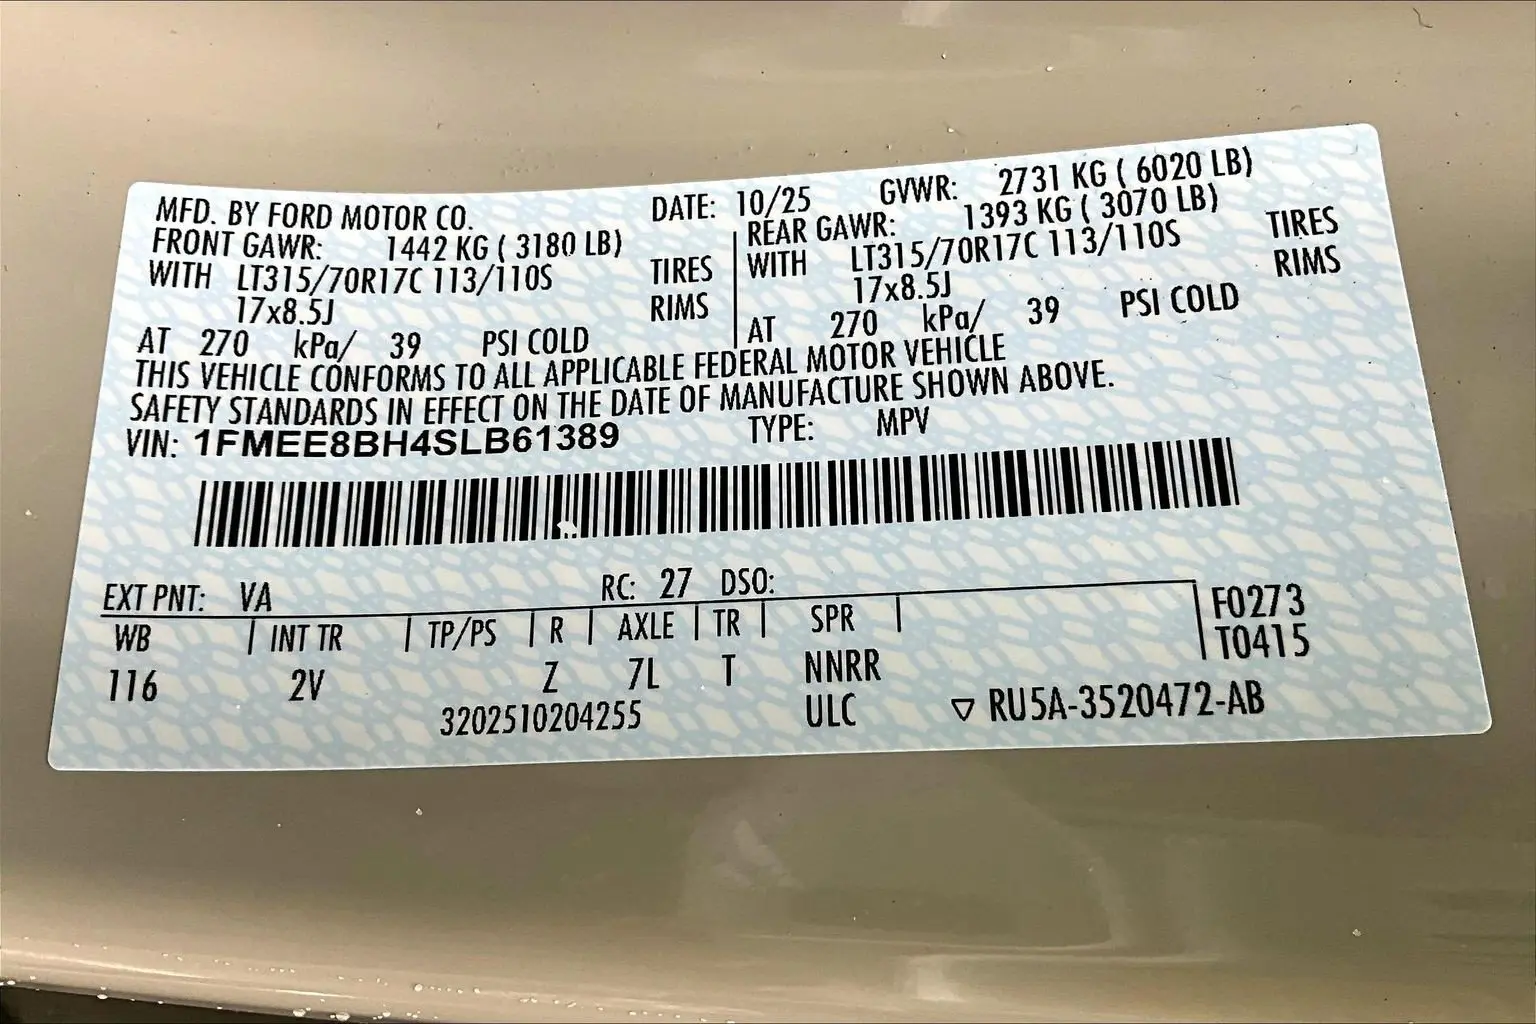 MFD. BY FORD MOTOR CO. DATE: 10/25 GVWR: 2731 KG ( 6020 LB)
FRONT GAWR: 1442 KG ( 3180 LB) REAR GAWR: 1393 KG ( 3070 LB)
WITH LT315/70R17C 113/110S TIRES WITH LT315/70R17C 113/110S TIRES
17x8.5J RIMS 17x8.5J RIMS
AT 270 kPa/ 39 PSI COLD AT 270 kPa/ 39 PSI COLD
THIS VEHICLE CONFORMS TO ALL APPLICABLE FEDERAL MOTOR VEHICLE
SAFETY STANDARDS IN EFFECT ON THE DATE OF MANUFACTURE SHOWN ABOVE.
VIN: 1FMEE8BH4SLB61389 TYPE: MPV
EXT PNT: VA RC: 27 DSO:
WB INT TR TP/PS R AXLE TR SPR F0273
T0415
116 2V Z 7L T NNRR
3202510204255 ULC ▽ RU5A-3520472-AB